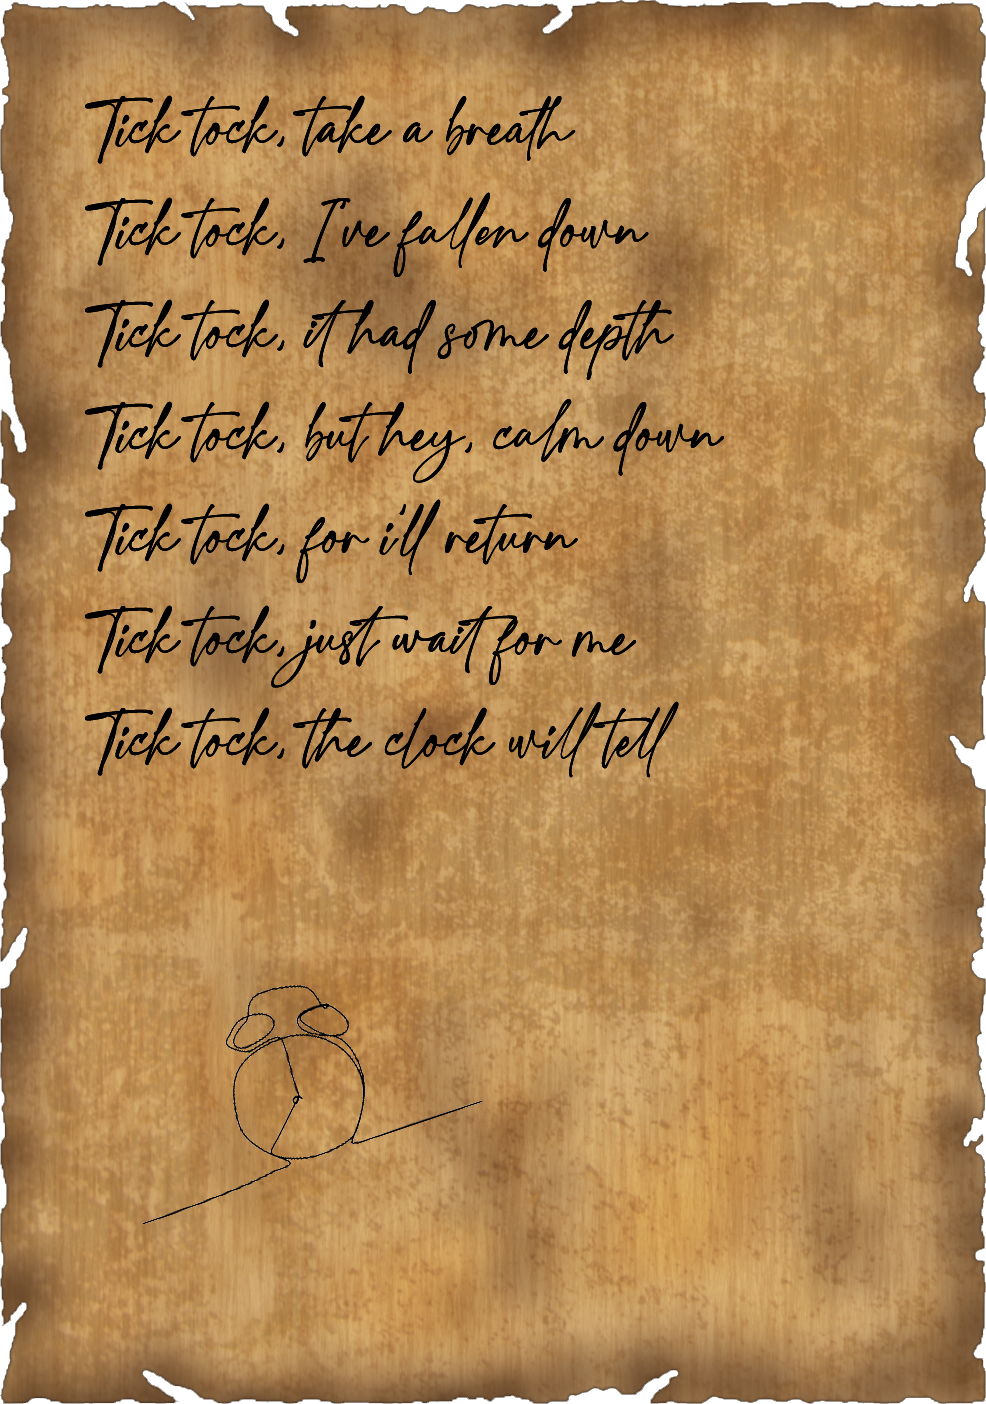 Tick tock, take a breath
Tick tock, I've fallen down
Tick tock, it had some depth
Tick tock, but hey, calm down
Tick tock, for i'll return
Tick tock, just wait for me
Tick tock, the clock will tell